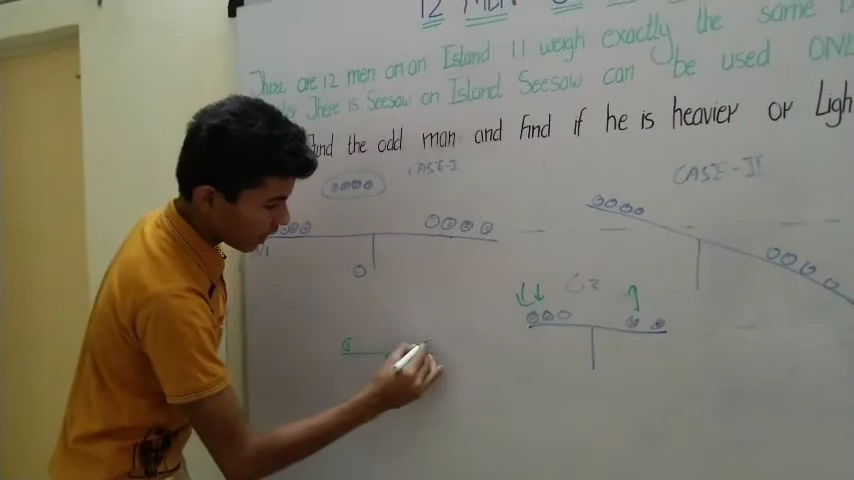 12 MEN
There are 12 men on an Island 11 weigh exactly the same
There is Seesaw on Island Seesaw can be used ONL
ind the odd man and Find if he is heavier or Ligh
CASE-I
CASE-II